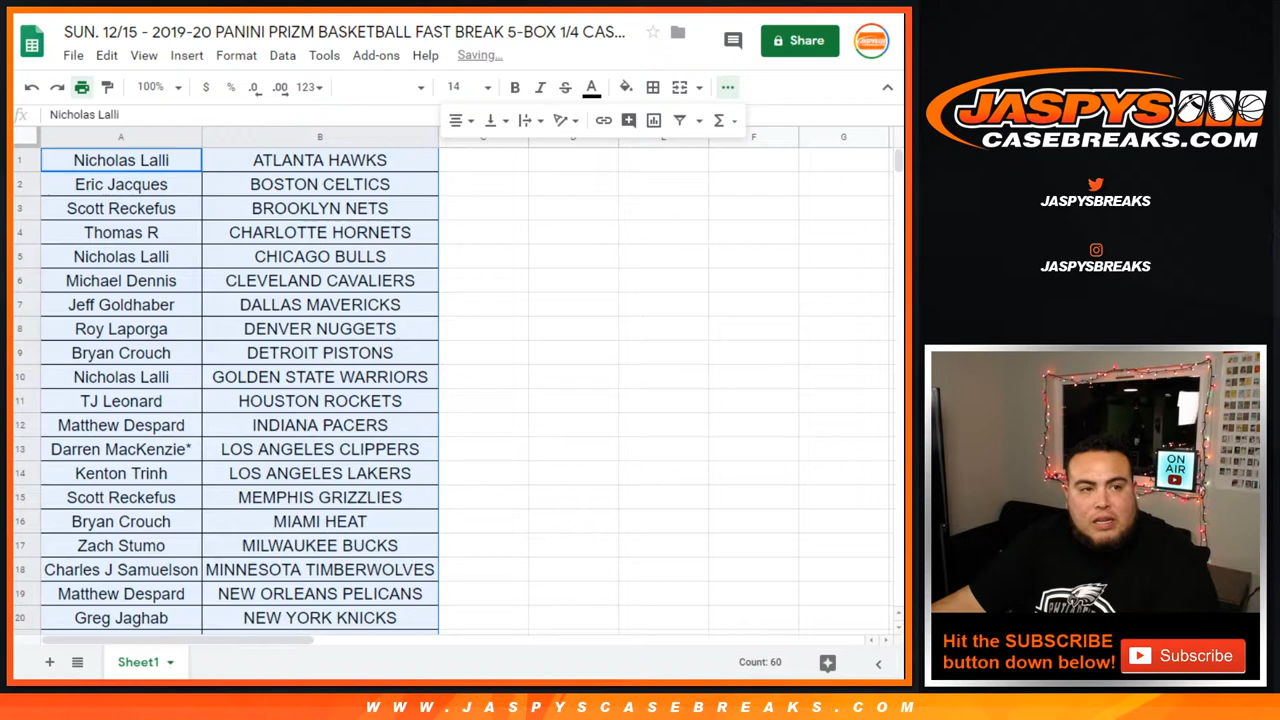 SUN. 12/15 - 2019-20 PANINI PRIZM BASKETBALL FAST BREAK 5-BOX 1/4 CAS...
File Edit View Insert Format Data Tools Add-ons Help Saving...
Share
100% $ % .0 .00 123 14 B I S A
fx Nicholas Lalli
A B C D E F G
1 Nicholas Lalli ATLANTA HAWKS
2 Eric Jacques BOSTON CELTICS
3 Scott Reckefus BROOKLYN NETS
4 Thomas R CHARLOTTE HORNETS
5 Nicholas Lalli CHICAGO BULLS
6 Michael Dennis CLEVELAND CAVALIERS
7 Jeff Goldhaber DALLAS MAVERICKS
8 Roy Laporga DENVER NUGGETS
9 Bryan Crouch DETROIT PISTONS
10 Nicholas Lalli GOLDEN STATE WARRIORS
11 TJ Leonard HOUSTON ROCKETS
12 Matthew Despard INDIANA PACERS
13 Darren MacKenzie* LOS ANGELES CLIPPERS
14 Kenton Trinh LOS ANGELES LAKERS
15 Scott Reckefus MEMPHIS GRIZZLIES
16 Bryan Crouch MIAMI HEAT
17 Zach Stumo MILWAUKEE BUCKS
18 Charles J Samuelson MINNESOTA TIMBERWOLVES
19 Matthew Despard NEW ORLEANS PELICANS
20 Greg Jaghab NEW YORK KNICKS
Sheet1
Count: 60
JASPYS
CASEBREAKS.COM
JASPYSBREAKS
JASPYSBREAKS
ON
AIR
Hit the SUBSCRIBE
button down below!
Subscribe
WWW.JASPYSCASEBREAKS.COM